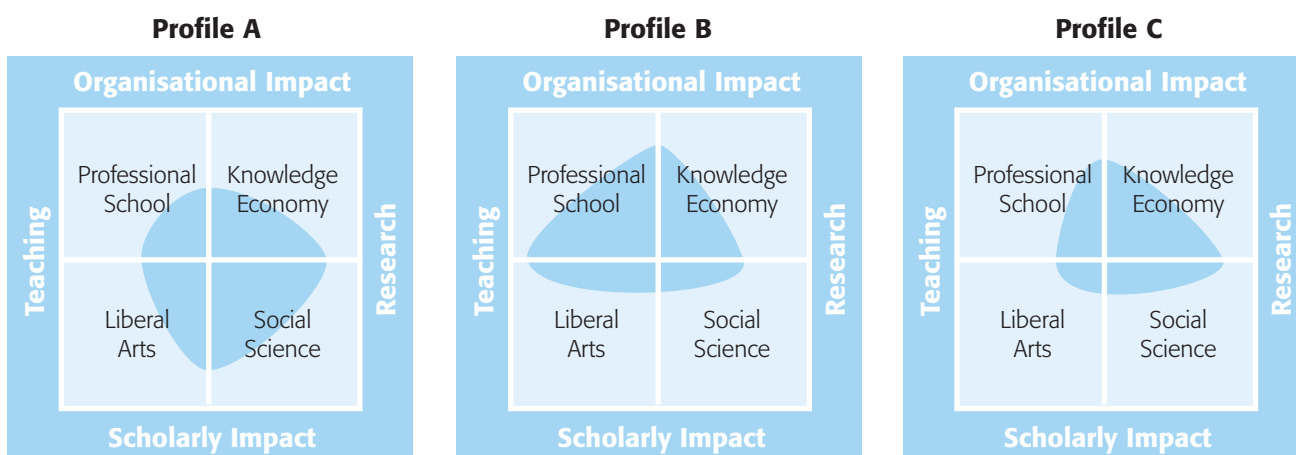 Profile A
Organisational Impact
Teaching
Professional
School
Knowledge
Economy
Liberal
Arts
Social
Science
Research
Scholarly Impact
Profile B
Organisational Impact
Teaching
Professional
School
Knowledge
Economy
Liberal
Arts
Social
Science
Research
Scholarly Impact
Profile C
Organisational Impact
Teaching
Professional
School
Knowledge
Economy
Liberal
Arts
Social
Science
Research
Scholarly Impact